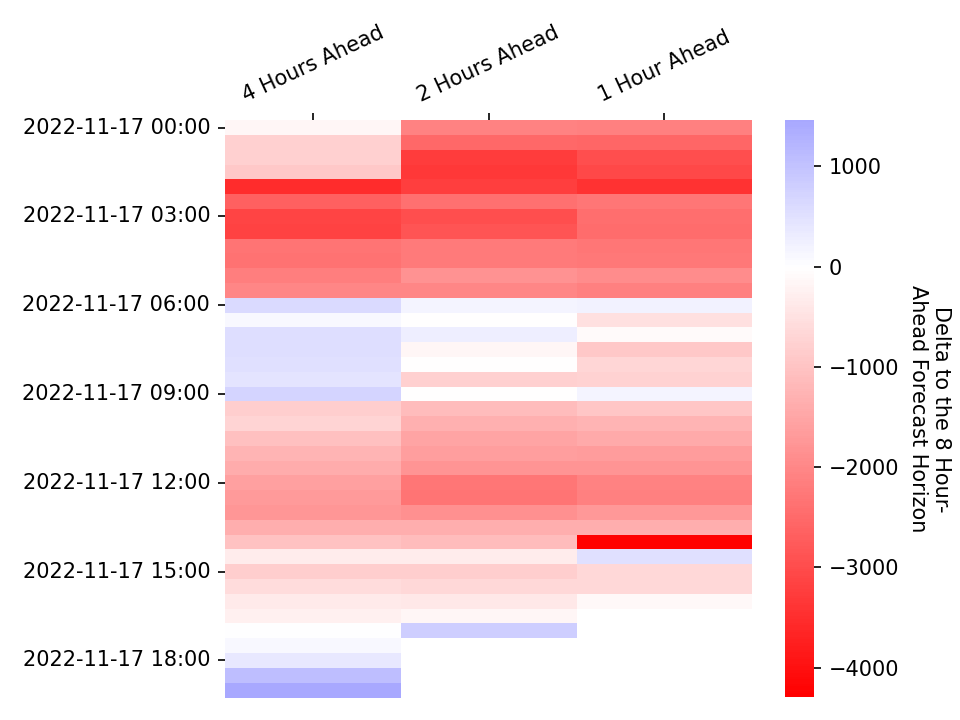 4 Hours Ahead
2 Hours Ahead
1 Hour Ahead
2022-11-17 00:00
2022-11-17 03:00
2022-11-17 06:00
2022-11-17 09:00
2022-11-17 12:00
2022-11-17 15:00
2022-11-17 18:00
1000
0
−1000
−2000
−3000
−4000
Delta to the 8 Hour-
Ahead Forecast Horizon